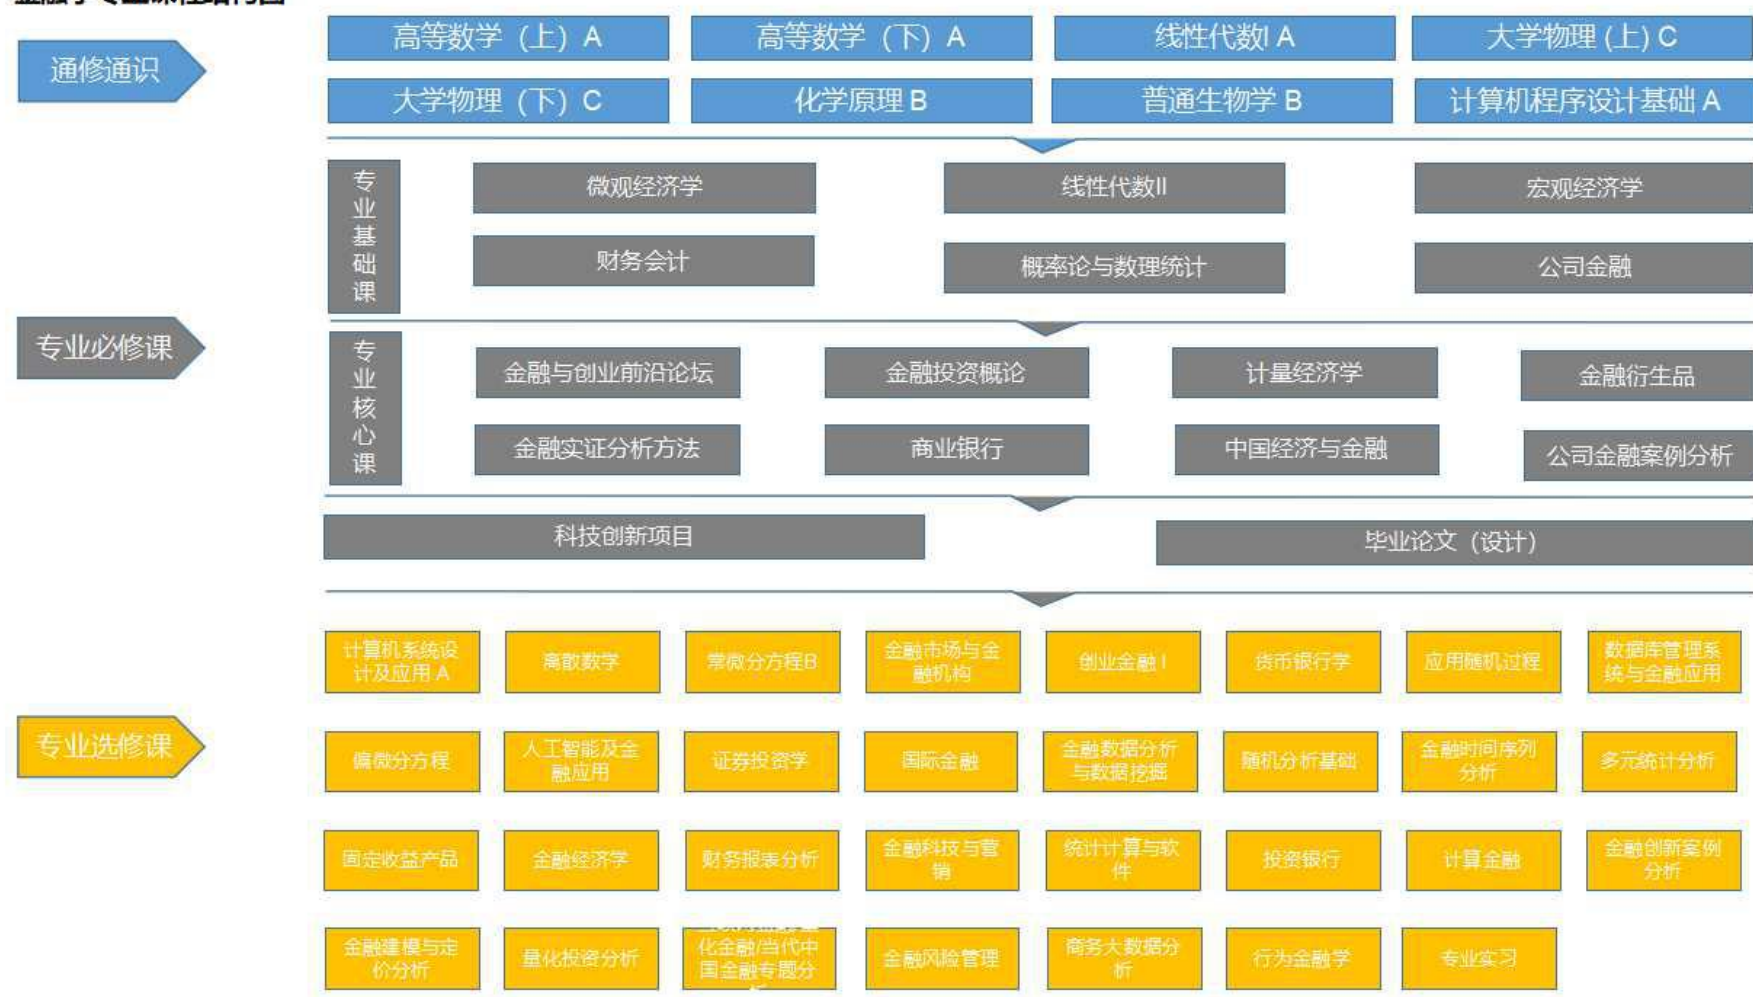 通修通识
高等数学（上）A
高等数学（下）A
线性代数I A
大学物理 (上) C
大学物理（下）C
化学原理 B
普通生物学 B
计算机程序设计基础 A
专业必修课
专业基础课
微观经济学
线性代数II
宏观经济学
财务会计
概率论与数理统计
公司金融
专业核心课
金融与创业前沿论坛
金融投资概论
计量经济学
金融衍生品
金融实证分析方法
商业银行
中国经济与金融
公司金融案例分析
科技创新项目
毕业论文（设计）
专业选修课
计算机系统设
计及应用 A
离散数学
常微分方程B
金融市场与金
融机构
创业金融 I
货币银行学
应用随机过程
数据库管理系
统与金融应用
偏微分方程
人工智能及金
融应用
证券投资学
国际金融
金融数据分析
与数据挖掘
随机分析基础
金融时间序列
分析
多元统计分析
固定收益产品
金融经济学
财务报表分析
金融科技与营
销
统计计算与软
件
投资银行
计算金融
金融创新案例
分析
金融建模与定
价分析
量化投资分析
化金融/当代中
国金融专题分
金融风险管理
商务大数据分
析
行为金融学
专业实习